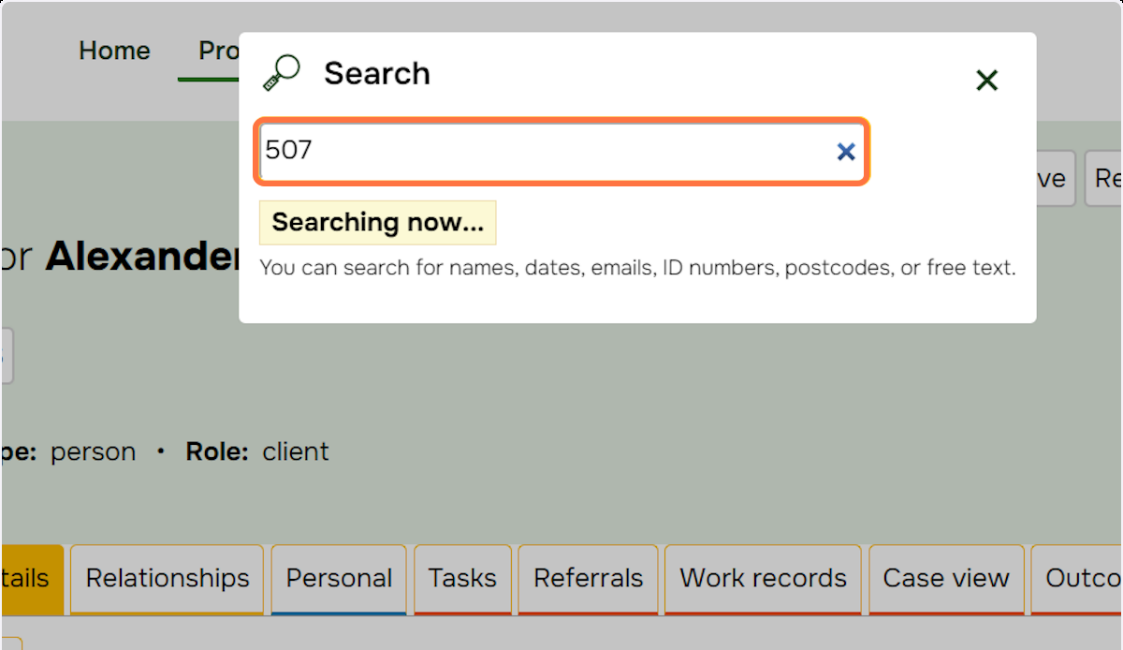 Home Pro
Search
507
Searching now...
You can search for names, dates, emails, ID numbers, postcodes, or free text.
ve Re
or Alexander
pe: person • Role: client
tails Relationships Personal Tasks Referrals Work records Case view Outco